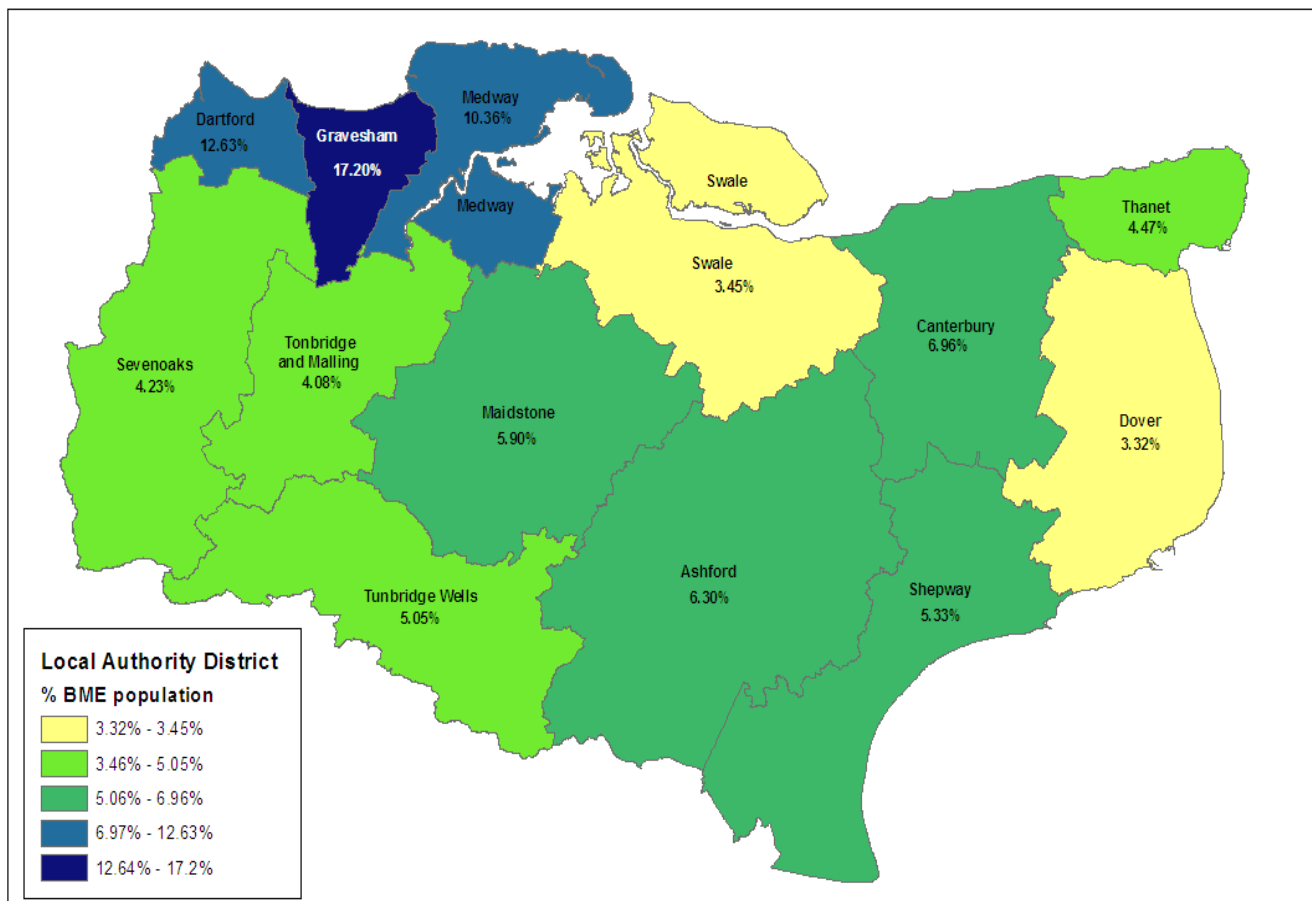 Medway
10.36%
Dartford
12.63%
Gravesham
17.20%
Swale
Medway
Thanet
4.47%
Swale
3.45%
Canterbury
6.96%
Tonbridge
and Malling
4.08%
Sevenoaks
4.23%
Maidstone
5.90%
Dover
3.32%
Ashford
6.30%
Shepway
5.33%
Tunbridge Wells
5.05%
Local Authority District
% BME population
3.32% - 3.45%
3.46% - 5.05%
5.06% - 6.96%
6.97% - 12.63%
12.64% - 17.2%